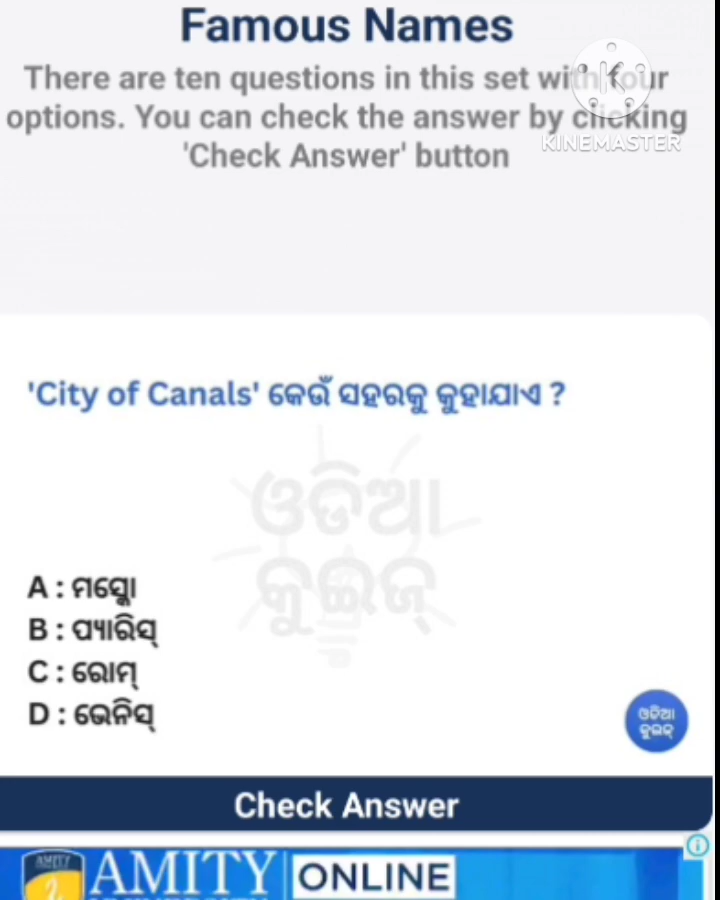 Famous Names
There are ten questions in this set with four
options. You can check the answer by clicking
'Check Answer' button
KINEMASTER
'City of Canals' କେଉଁ ସହରକୁ କୁହାଯାଏ ?
ଓଡିଆ
କୁଇଜ୍
A : ମସ୍କୋ
B : ପ୍ୟାରିସ୍
C : ରୋମ୍
D : ଭେନିସ୍
ଓଡିଆ
କୁଇଜ୍
Check Answer
AMITY
AMITY ONLINE